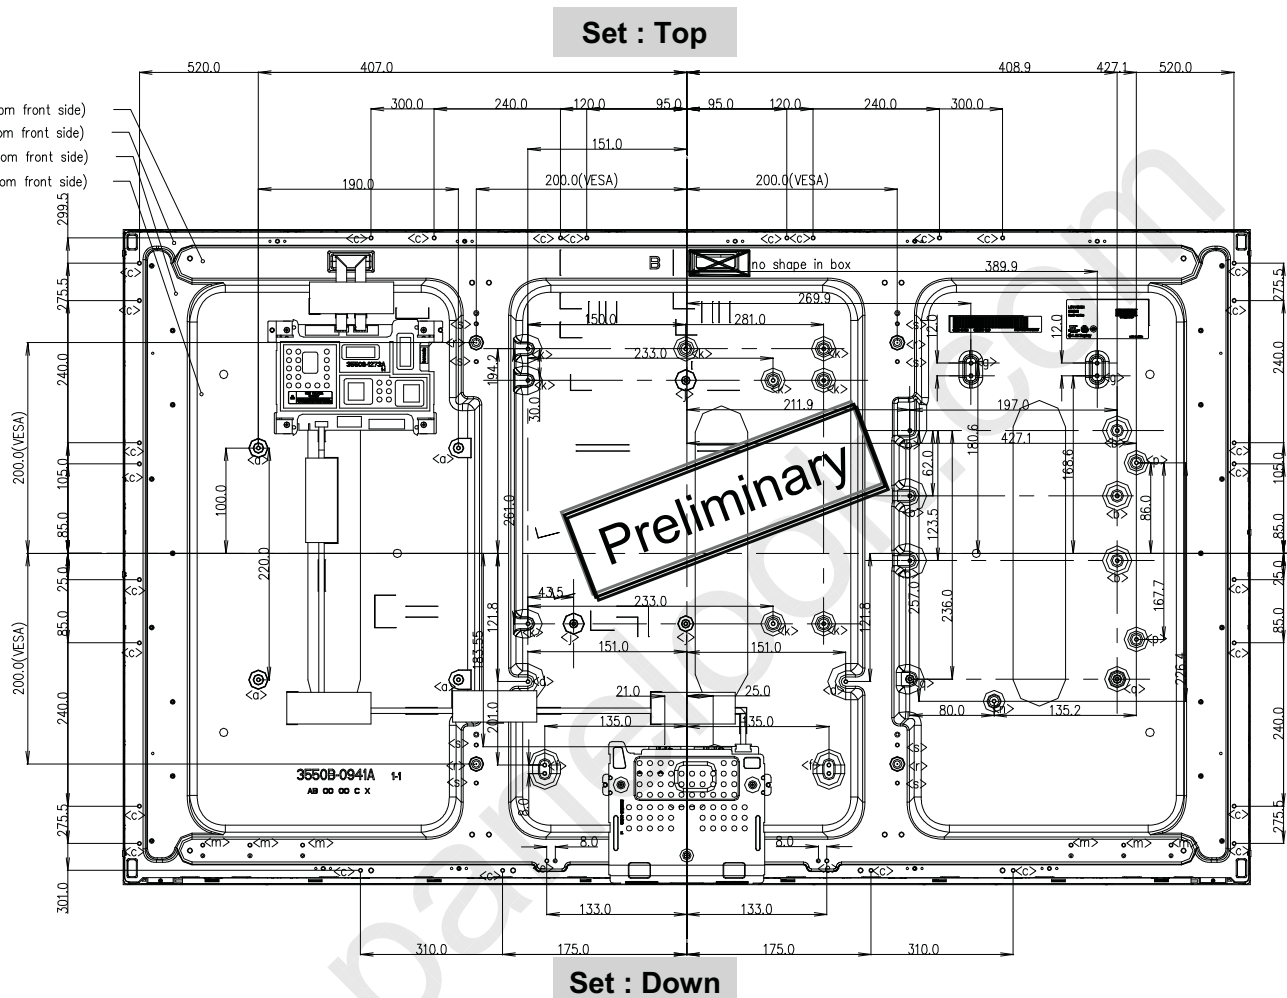 Set : Top
520.0 407.0 408.9 427.1 520.0
300.0 240.0 120.0 95.0 95.0 120.0 240.0 300.0
om front side)
om front side)
om front side)
om front side)
151.0
190.0 200.0(VESA) 200.0(VESA)
299.5
<c> <c> <c> <c> <c> <c> <c> <c>
B no shape in box
389.9
<c> <c>
275.5 275.5
269.9
<c>
150.0 281.0
<s> <s>
12.0 12.0
<r> <r>
<s> <s>
240.0 194.2 233.0 240.0
<k> <k> <k>
<g> <g>
3550B-1273A
<k> <k> <k>
30.0 211.9 197.0
200.0(VESA)
427.1
180.6 168.6
<a> <a>
<c> <c>
105.0 100.0 62.0 105.0
<p>
<c> <c>
261.0 86.0
Preliminary
85.0 123.5 85.0
220.0
25.0 25.0
<c> <c>
43.5 233.0 257.0 236.0 167.7
85.0 121.8 121.8 85.0
<j> <j> <k> <k>
<c> 183.55 151.0 151.0 <p> <c>
200.0(VESA)
226.4
<a> <a> <d> <d> <q> <a>
21.0 25.0
240.0 201.0 80.0 135.2 240.0
135.0 135.0
<n>
<s> <s>
<r> <f> <f> <r>
3550B-0941A 1-1
<s> <s>
AB OO OO C X
8.0
<c> <c>
275.5 275.5
<m> <m> <m> 8.0 8.0 <m> <m>
<c> <c>
<c> <c> <c> <c>
301.0
133.0 133.0
310.0 175.0 175.0 310.0
Set : Down
panelook.com